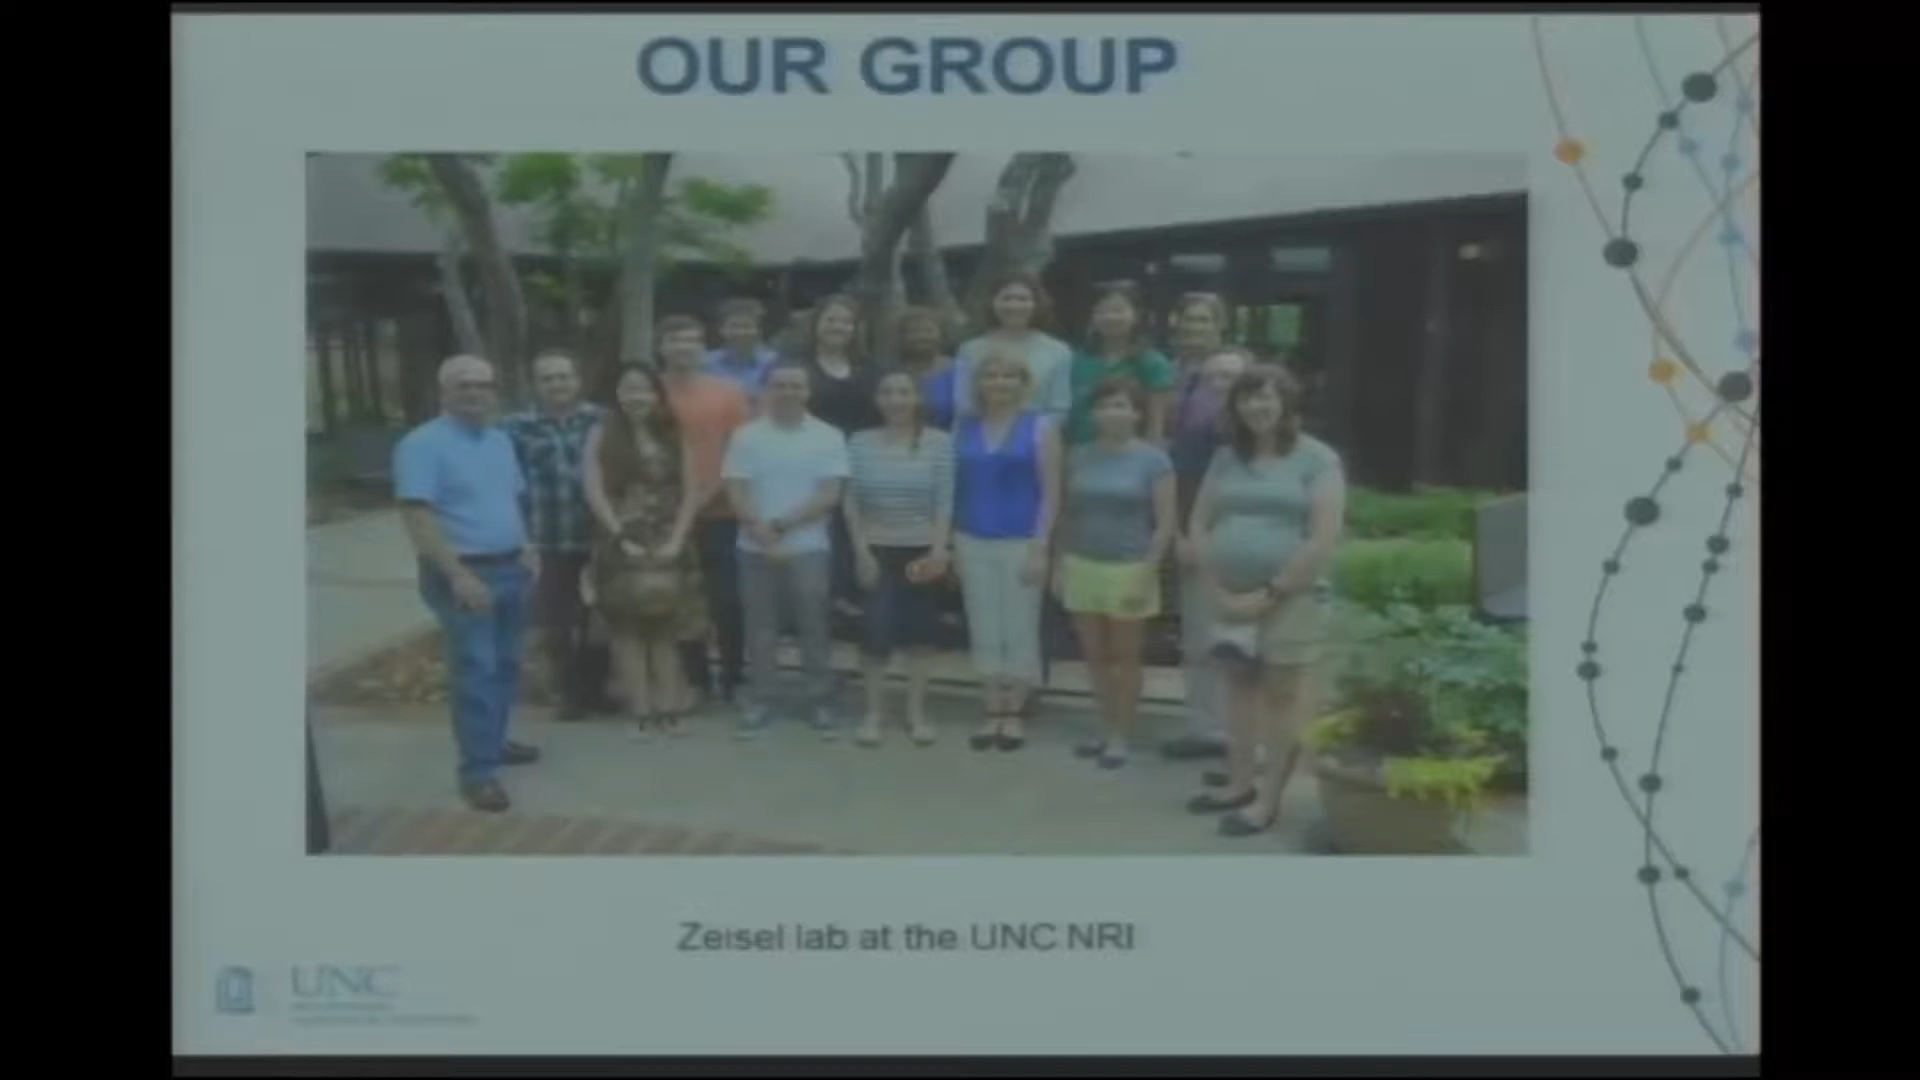 OUR GROUP
Zeisel lab at the UNC NRI
UNC